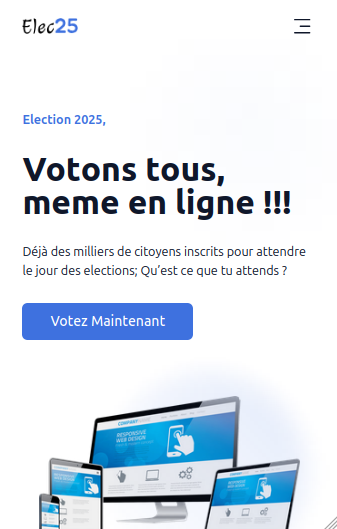 Elec25
Election 2025,
Votons tous,
meme en ligne !!!
Déjà des milliers de citoyens inscrits pour attendre
le jour des elections; Qu'est ce que tu attends ?
Votez Maintenant
COMPANY
RESPONSIVE
WEB DESIGN